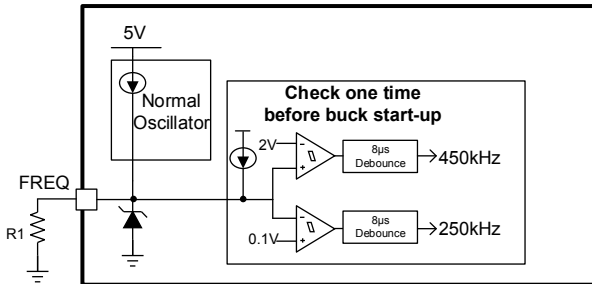 5V
Normal
Oscillator
Check one time
before buck start-up
2V
8µs
Debounce
450kHz
FREQ
R1
0.1V
8µs
Debounce
250kHz